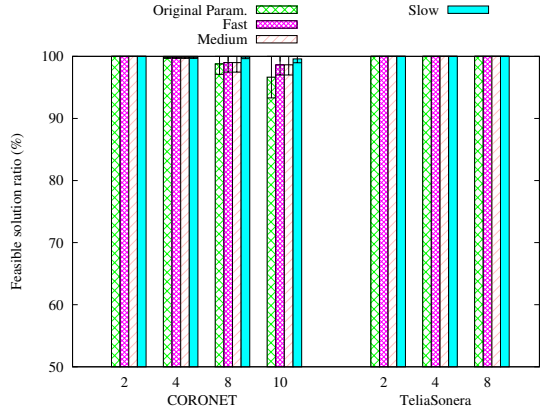 Original Param.
Fast
Medium
Slow
Feasible solution ratio (%)
100
90
80
70
60
50
2 4 8 10 2 4 8
CORONET TeliaSonera